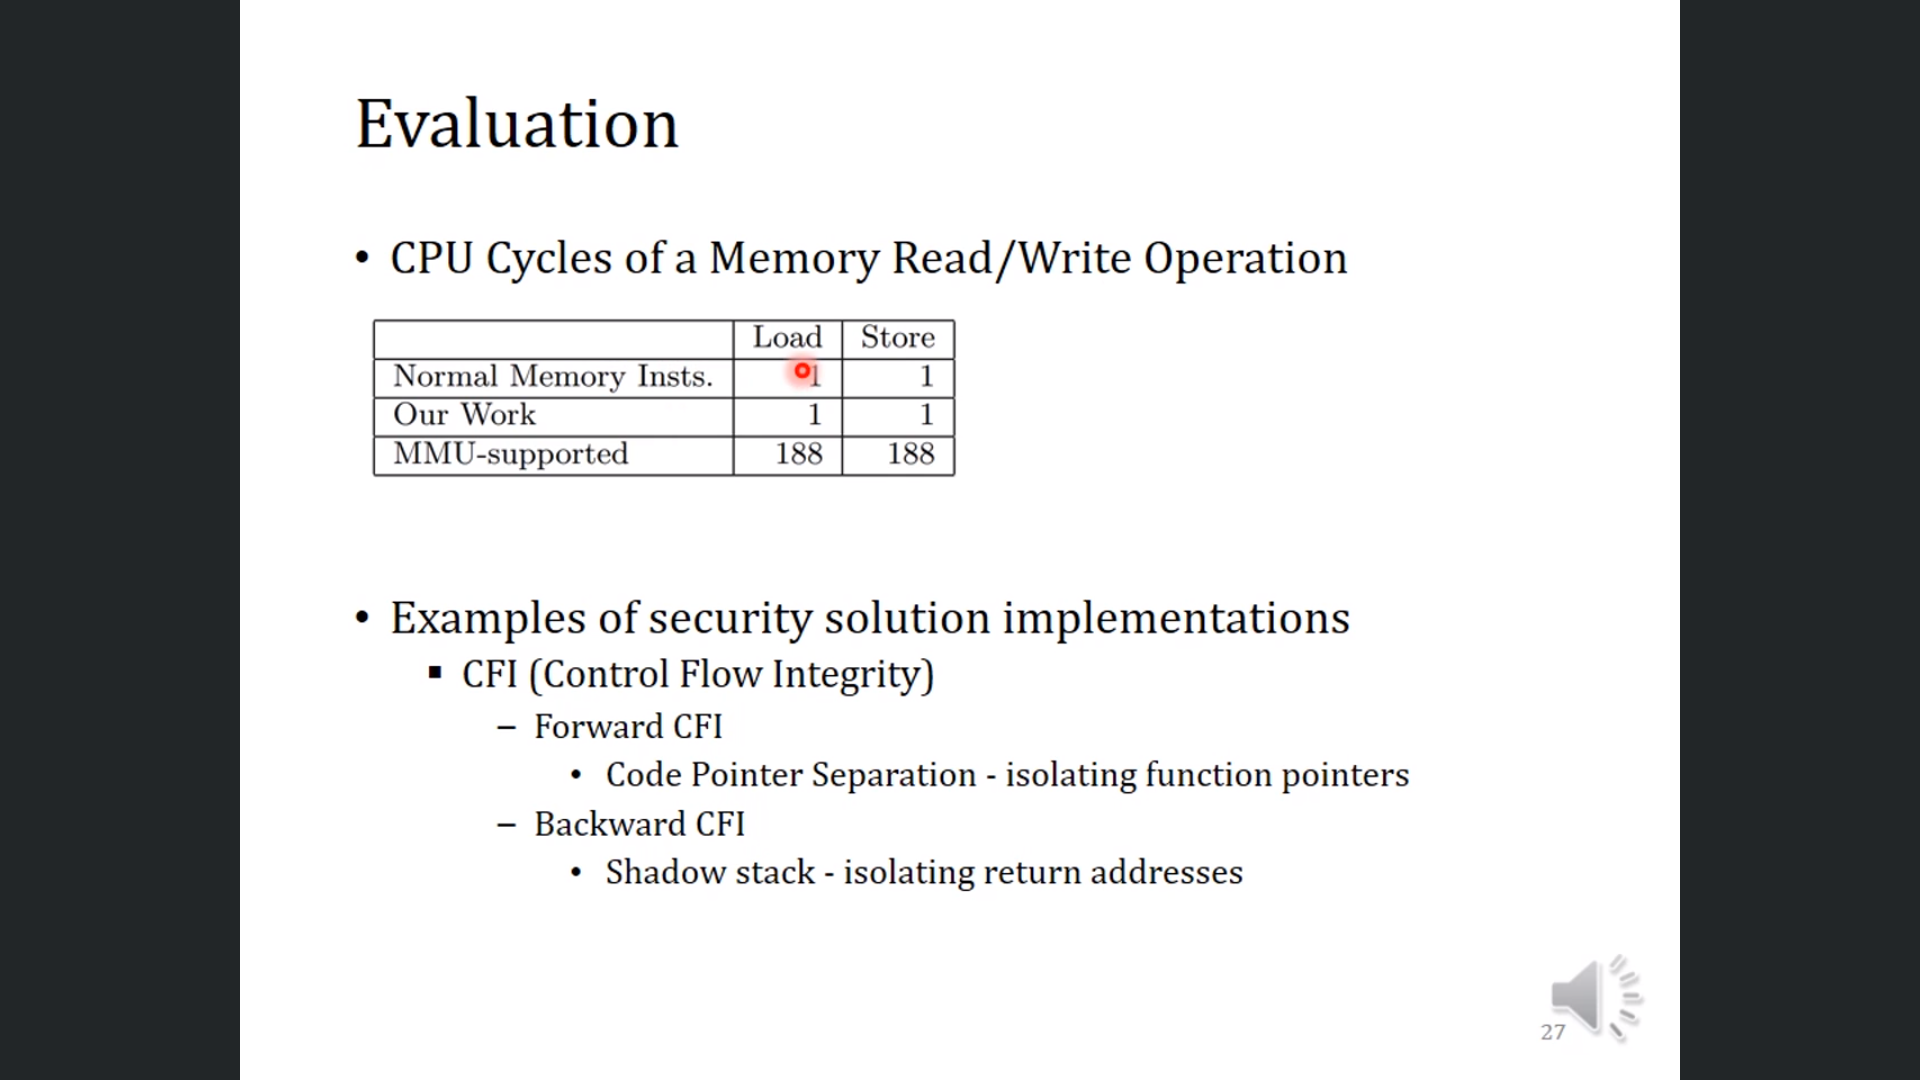 Evaluation
• CPU Cycles of a Memory Read/Write Operation
Load Store
Normal Memory Insts. 1 1
Our Work 1 1
MMU-supported 188 188
• Examples of security solution implementations
▪ CFI (Control Flow Integrity)
– Forward CFI
• Code Pointer Separation - isolating function pointers
– Backward CFI
• Shadow stack - isolating return addresses
27